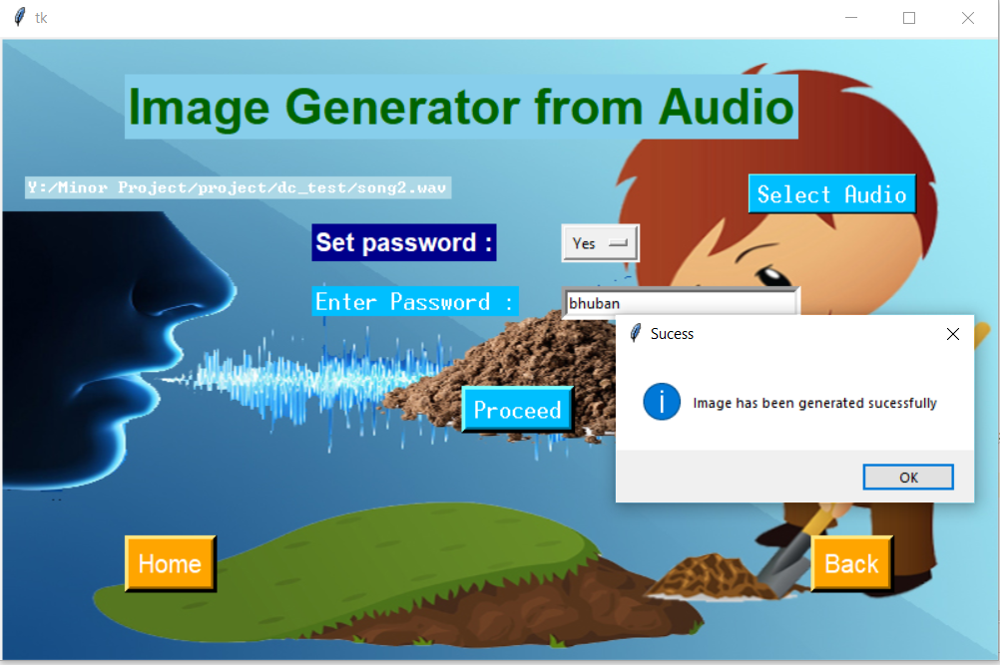 tk
Image Generator from Audio
Y:/Minor Project/project/dc_test/song2.wav
Select Audio
Set password :
Yes
Enter Password :
bhuban
Sucess
Image has been generated sucessfully
OK
Proceed
Home
Back